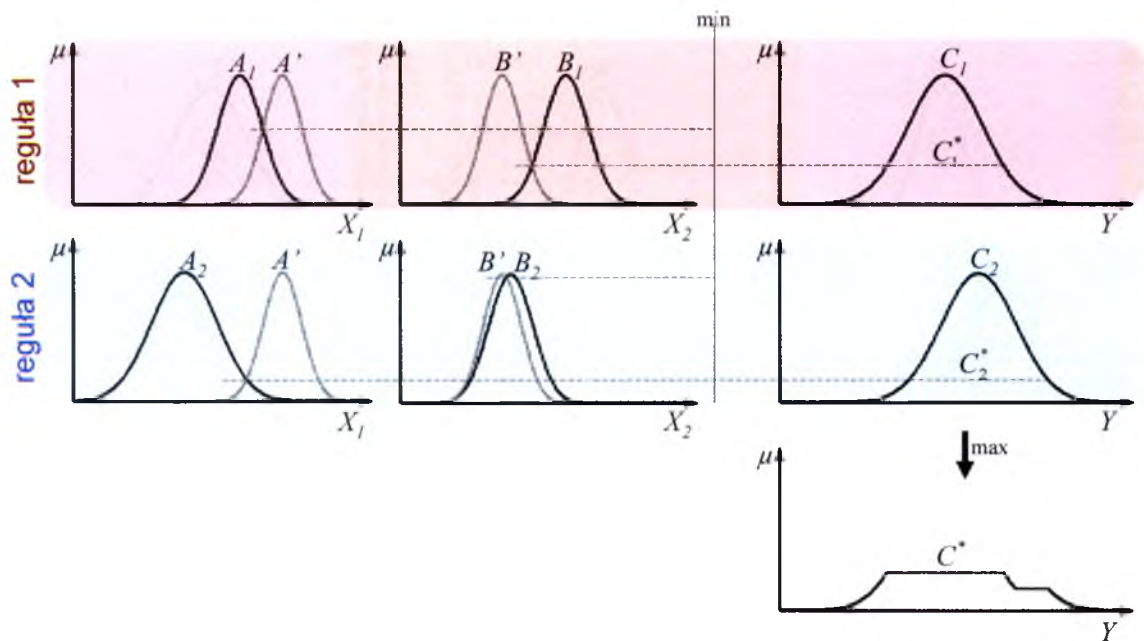 min
reguła 1
μ
A₁ A’
X₁
μ
B’ B₁
X₂
μ
C₁
C₁*
Y
reguła 2
μ
A₂ A’
X₁
μ
B’ B₂
X₂
μ
C₂
C₂*
Y
max
μ
C*
Y